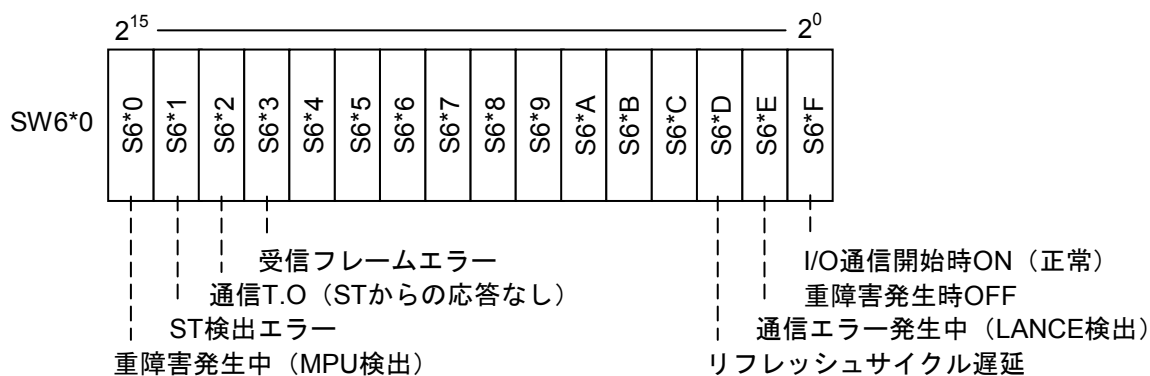 2¹⁵ 2⁰
SW6*0
S6*0
S6*1
S6*2
S6*3
S6*4
S6*5
S6*6
S6*7
S6*8
S6*9
S6*A
S6*B
S6*C
S6*D
S6*E
S6*F
受信フレームエラー
通信T.O（STからの応答なし）
ST検出エラー
重障害発生中（MPU検出）
I/O通信開始時ON（正常）
重障害発生時OFF
通信エラー発生中（LANCE検出）
リフレッシュサイクル遅延